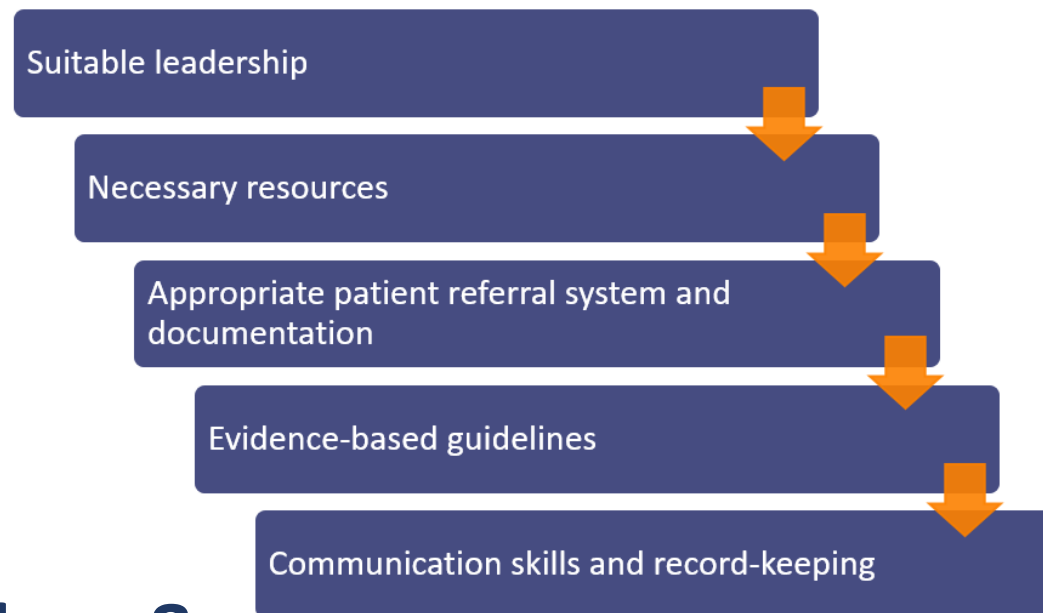 Suitable leadership
Necessary resources
Appropriate patient referral system and
documentation
Evidence-based guidelines
Communication skills and record-keeping